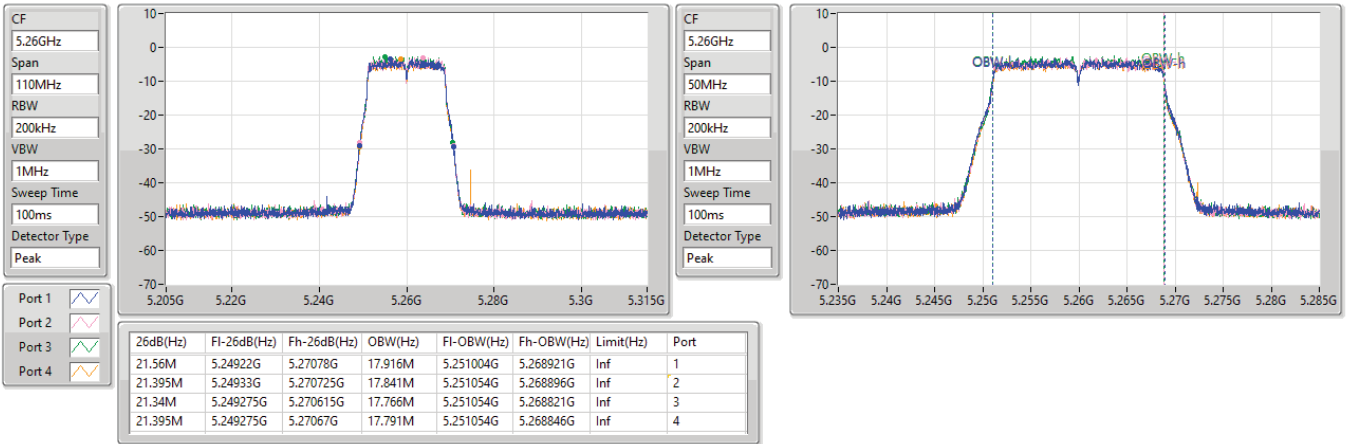 CF
5.26GHz
Span
110MHz
RBW
200kHz
VBW
1MHz
Sweep Time
100ms
Detector Type
Peak
10
0
-10
-20
-30
-40
-50
-60
-70
5.205G 5.22G 5.24G 5.26G 5.28G 5.3G 5.315G
CF
5.26GHz
Span
50MHz
RBW
200kHz
VBW
1MHz
Sweep Time
100ms
Detector Type
Peak
10
0
-10
-20
-30
-40
-50
-60
-70
OBW
5.235G 5.24G 5.245G 5.25G 5.255G 5.26G 5.265G 5.27G 5.275G 5.28G 5.285G
Port 1
Port 2
Port 3
Port 4
26dB(Hz) Fl-26dB(Hz) Fh-26dB(Hz) OBW(Hz) Fl-OBW(Hz) Fh-OBW(Hz) Limit(Hz) Port
21.56M 5.24922G 5.27078G 17.916M 5.251004G 5.268921G Inf 1
21.395M 5.24933G 5.270725G 17.841M 5.251054G 5.268896G Inf 2
21.34M 5.249275G 5.270615G 17.766M 5.251054G 5.268821G Inf 3
21.395M 5.249275G 5.27067G 17.791M 5.251054G 5.268846G Inf 4